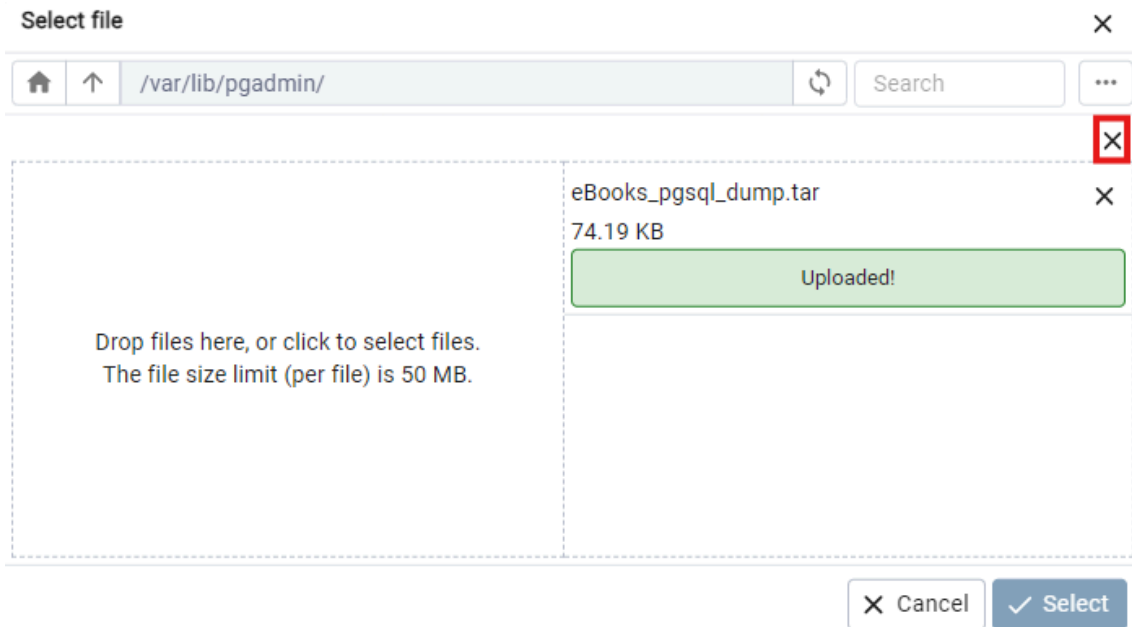 Select file
/var/lib/pgadmin/
Search
eBooks_pgsql_dump.tar
74.19 KB
Uploaded!
Drop files here, or click to select files.
The file size limit (per file) is 50 MB.
Cancel
Select